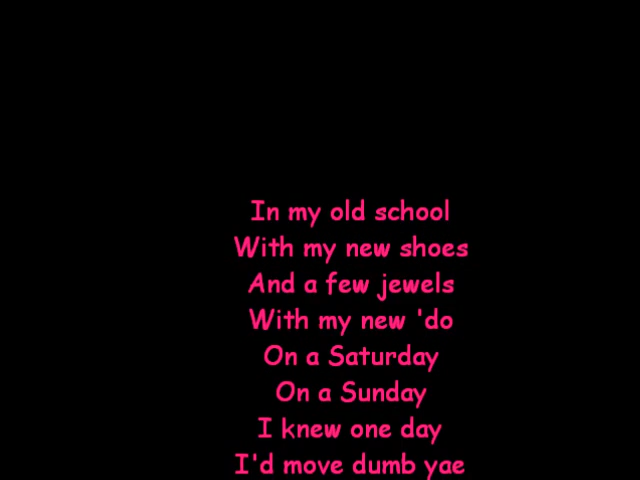 In my old school
With my new shoes
And a few jewels
With my new 'do
On a Saturday
On a Sunday
I knew one day
I'd move dumb yae